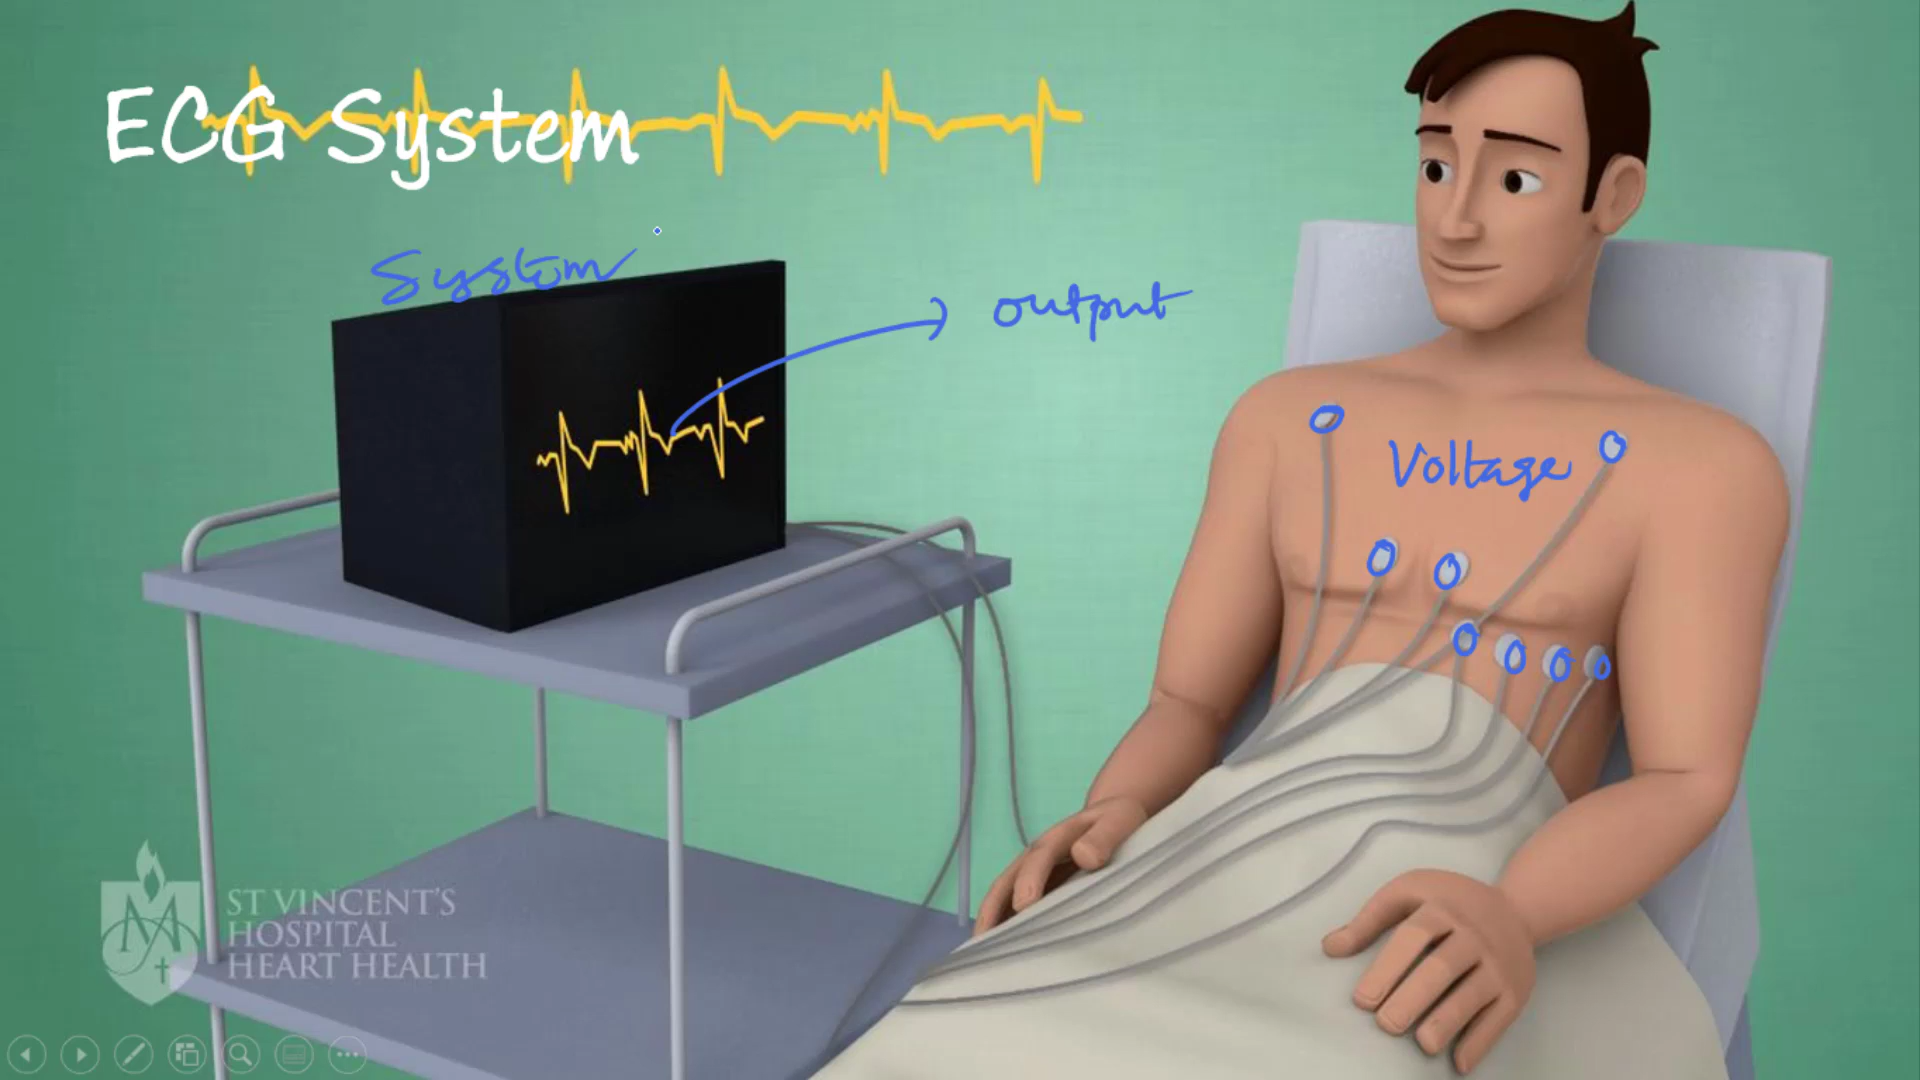 ECG System
System
output
Voltage
ST VINCENT'S
HOSPITAL
HEART HEALTH